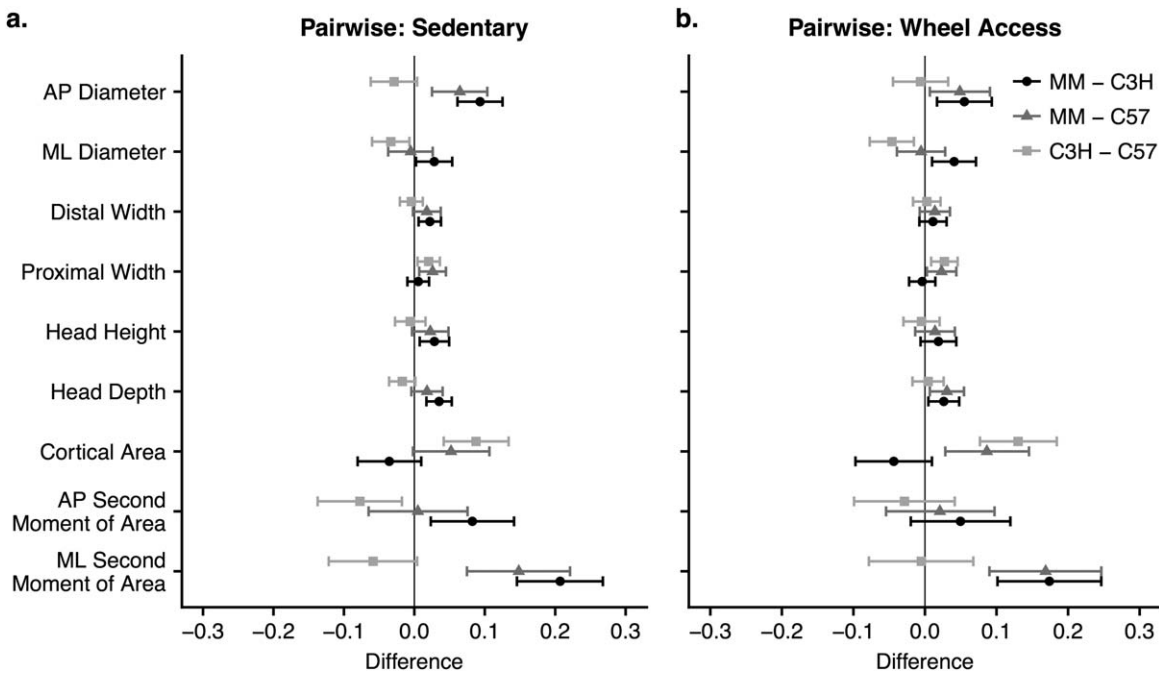 a.
Pairwise: Sedentary
AP Diameter
ML Diameter
Distal Width
Proximal Width
Head Height
Head Depth
Cortical Area
AP Second
Moment of Area
ML Second
Moment of Area
−0.3 −0.1 0.0 0.1 0.2 0.3
Difference
b.
Pairwise: Wheel Access
MM − C3H
MM − C57
C3H − C57
−0.3 −0.3 −0.1 0.0 0.1 0.2 0.3
Difference